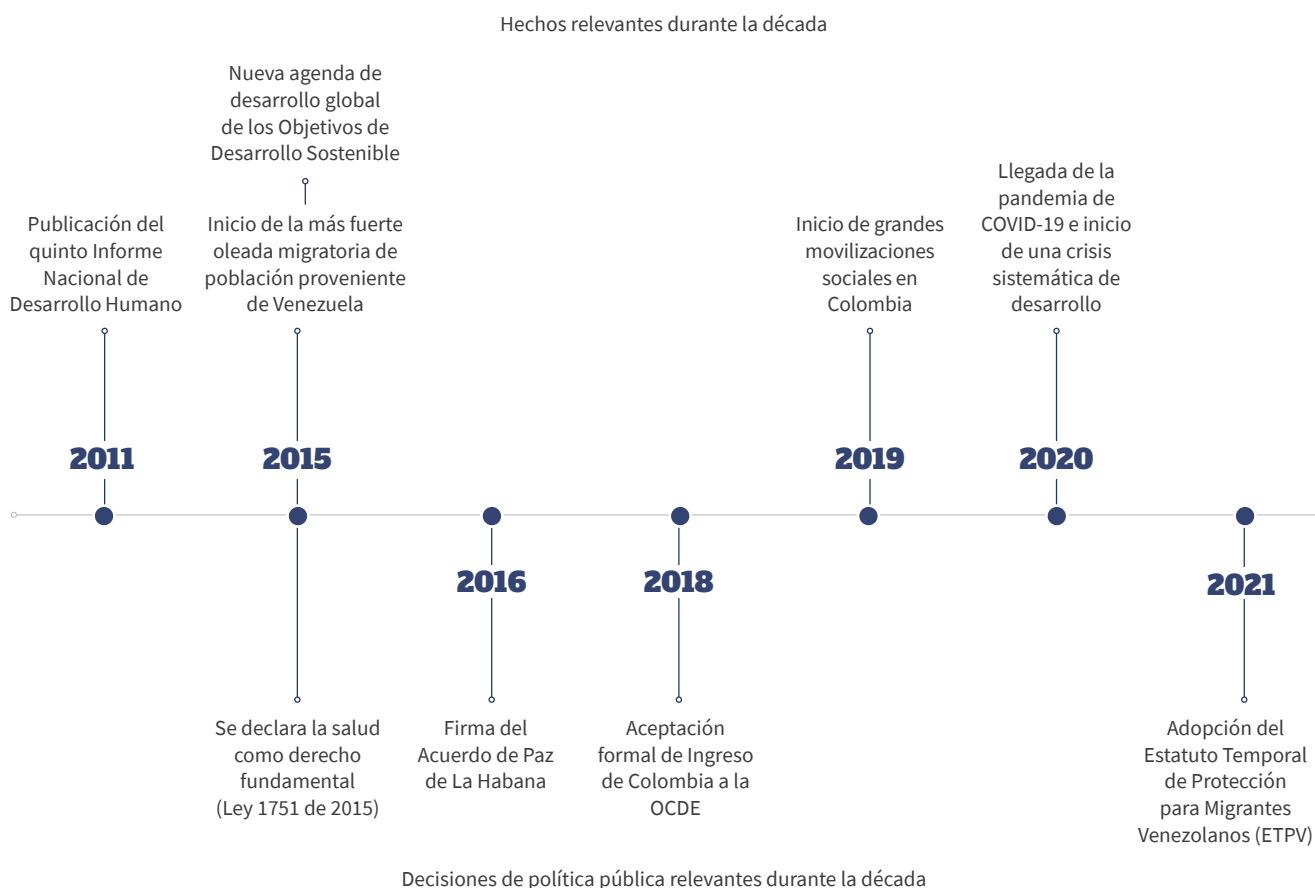 Hechos relevantes durante la década
Nueva agenda de
desarrollo global
de los Objetivos de
Desarrollo Sostenible
Publicación del
quinto Informe
Nacional de
Desarrollo Humano
Inicio de la más fuerte
oleada migratoria de
población proveniente
de Venezuela
Inicio de grandes
movilizaciones
sociales en
Colombia
Llegada de la
pandemia de
COVID-19 e inicio
de una crisis
sistemática de
desarrollo
2011
2015
2019
2020
2016
2018
2021
Se declara la salud
como derecho
fundamental
(Ley 1751 de 2015)
Firma del
Acuerdo de Paz
de La Habana
Aceptación
formal de Ingreso
de Colombia a la
OCDE
Adopción del
Estatuto Temporal
de Protección
para Migrantes
Venezolanos (ETPV)
Decisiones de política pública relevantes durante la década